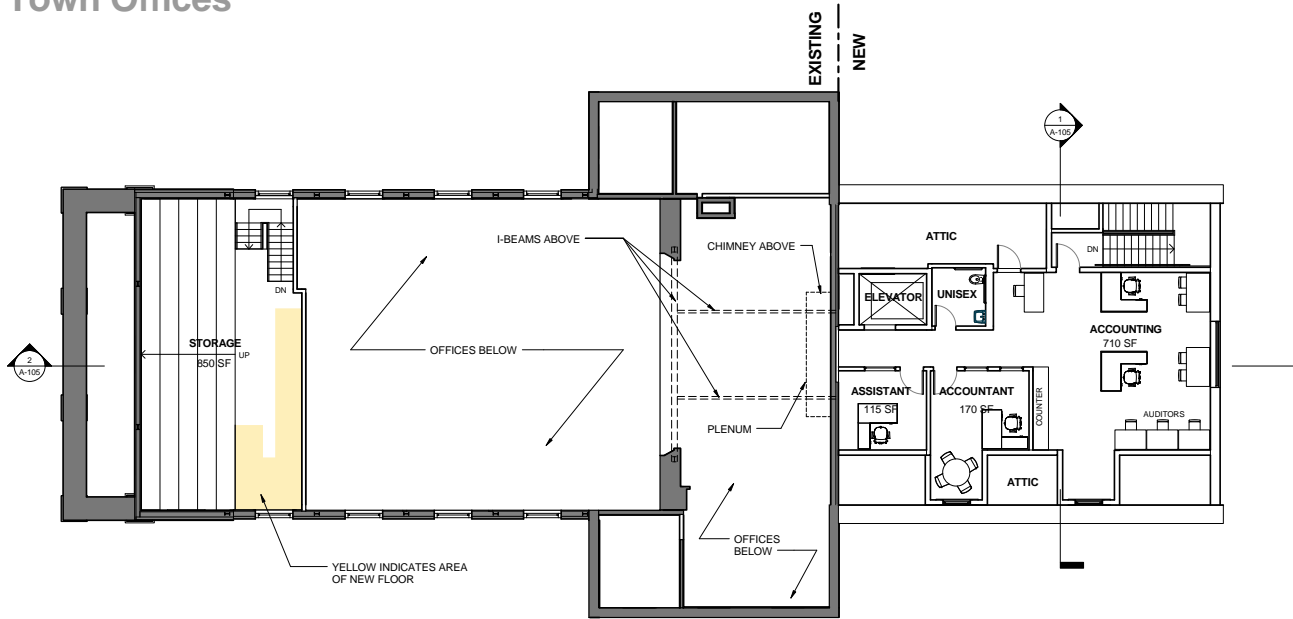 Town Offices
EXISTING
NEW
1
A-105
I-BEAMS ABOVE
CHIMNEY ABOVE
ATTIC
DN
ELEVATOR
UNISEX
DN
ACCOUNTING
710 SF
STORAGE
850 SF
UP
OFFICES BELOW
2
A-105
ASSISTANT
115 SF
ACCOUNTANT
170 SF
COUNTER
AUDITORS
PLENUM
ATTIC
OFFICES
BELOW
YELLOW INDICATES AREA
OF NEW FLOOR